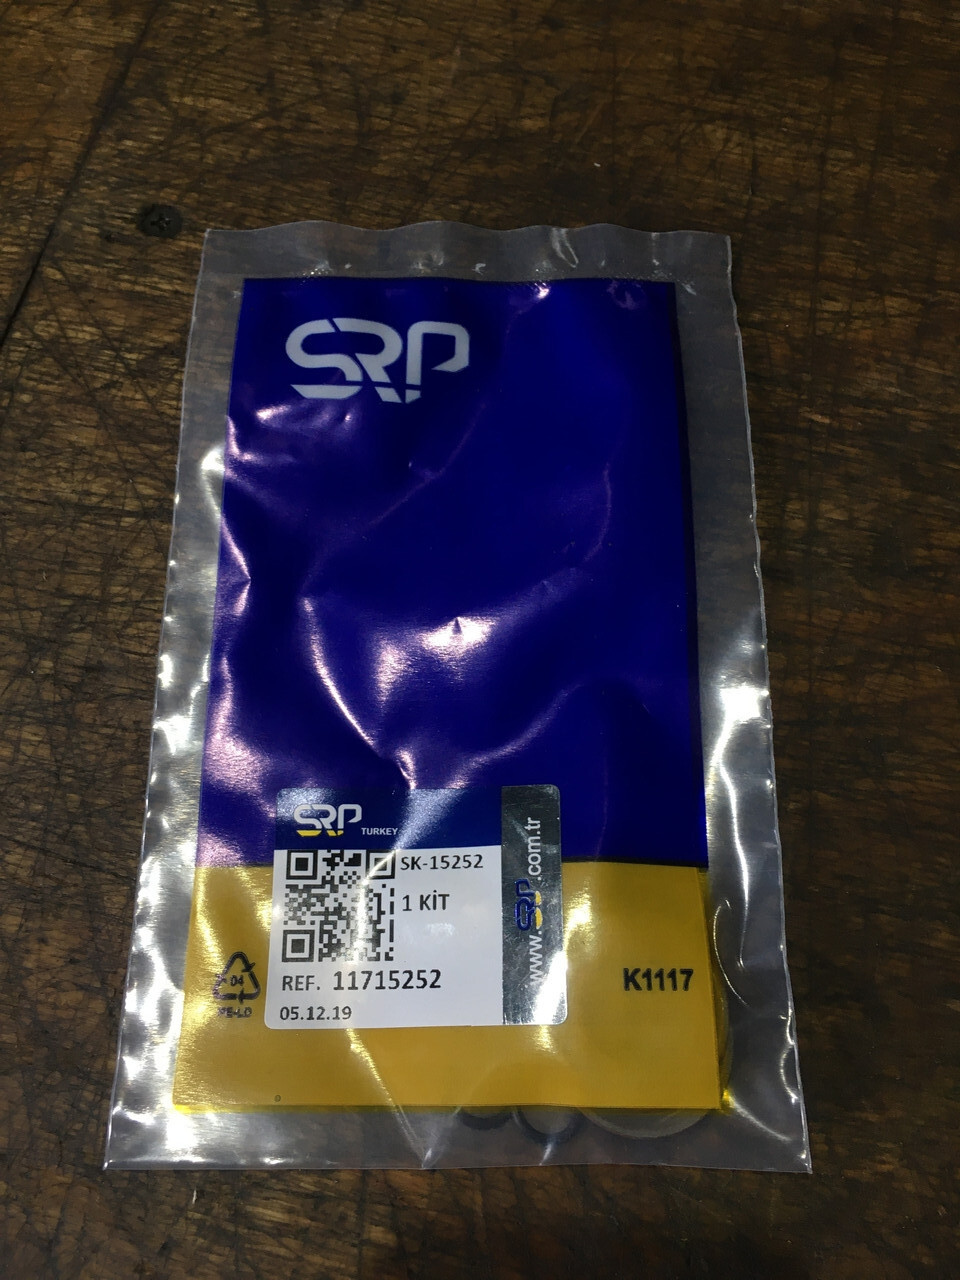 SRP
SRP TURKEY
SK-15252
1 KİT
REF. 11715252
05.12.19
www.SRP.com.tr
04
PE-LD
K1117